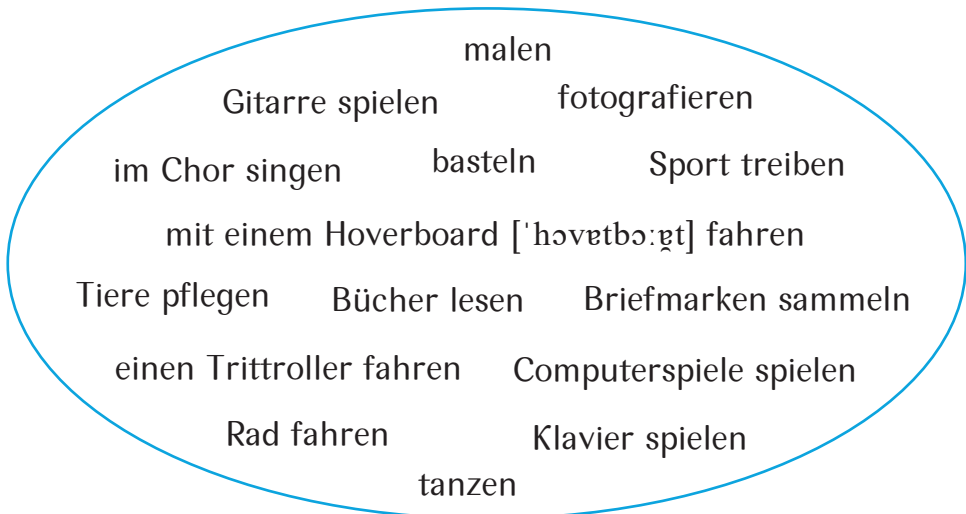 malen
Gitarre spielen
fotografieren
im Chor singen
basteln
Sport treiben
mit einem Hoverboard [ˈhɔvɐtbɔːɐ̯t] fahren
Tiere pflegen
Bücher lesen
Briefmarken sammeln
einen Trittroller fahren
Computerspiele spielen
Rad fahren
Klavier spielen
tanzen